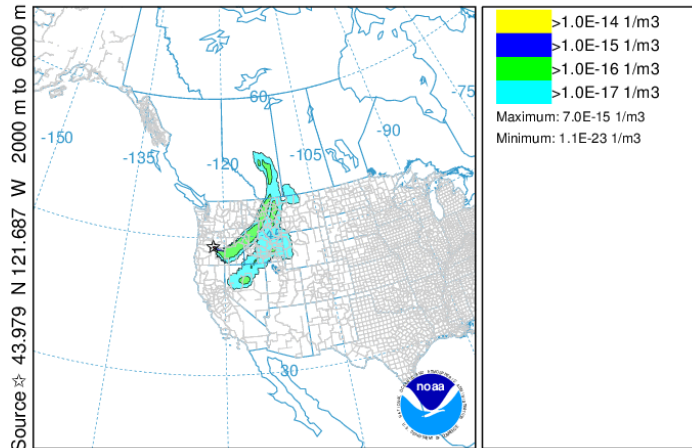 Source ☆ 43.979 N 121.687 W 2000 m to 6000 m
60
-75
-150
-90
-135
-120
-105
30
noaa
>1.0E-14 1/m3
>1.0E-15 1/m3
>1.0E-16 1/m3
>1.0E-17 1/m3
Maximum: 7.0E-15 1/m3
Minimum: 1.1E-23 1/m3